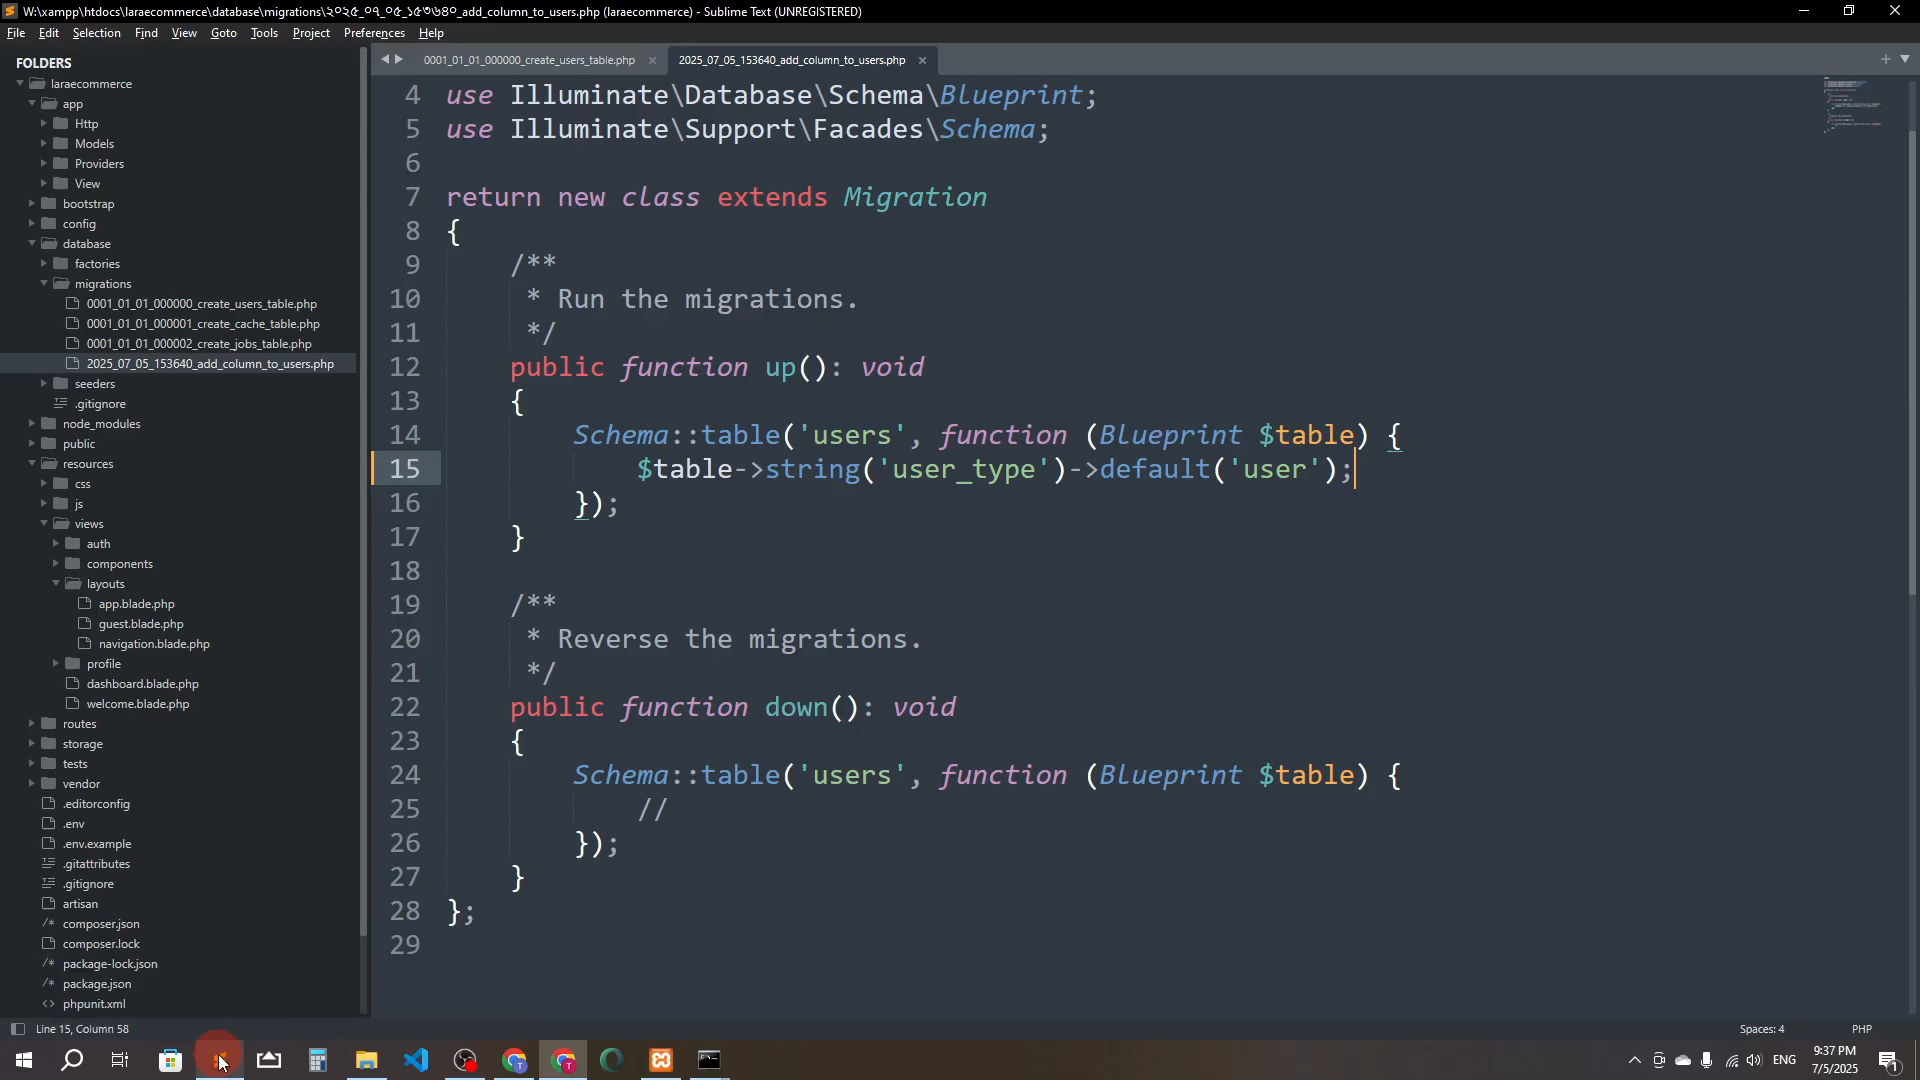 W:\xampp\htdocs\laraecommerce\database\migrations\২০২৫_০৭_০৫_১৫৩৬৪০_add_column_to_users.php (laraecommerce) - Sublime Text (UNREGISTERED)
File Edit Selection Find View Goto Tools Project Preferences Help
FOLDERS
laraecommerce
app
Http
Models
Providers
View
bootstrap
config
database
factories
migrations
0001_01_01_000000_create_users_table.php
0001_01_01_000001_create_cache_table.php
0001_01_01_000002_create_jobs_table.php
2025_07_05_153640_add_column_to_users.php
seeders
.gitignore
node_modules
public
resources
css
js
views
auth
components
layouts
app.blade.php
guest.blade.php
navigation.blade.php
profile
dashboard.blade.php
welcome.blade.php
routes
storage
tests
vendor
.editorconfig
.env
.env.example
.gitattributes
.gitignore
artisan
composer.json
composer.lock
package-lock.json
package.json
phpunit.xml
0001_01_01_000000_create_users_table.php 2025_07_05_153640_add_column_to_users.php
4 use Illuminate\Database\Schema\Blueprint;
5 use Illuminate\Support\Facades\Schema;
6
7 return new class extends Migration
8 {
9 /**
10 * Run the migrations.
11 */
12 public function up(): void
13 {
14 Schema::table('users', function (Blueprint $table) {
15 $table->string('user_type')->default('user');
16 });
17 }
18
19 /**
20 * Reverse the migrations.
21 */
22 public function down(): void
23 {
24 Schema::table('users', function (Blueprint $table) {
25 //
26 });
27 }
28 };
29
Line 15, Column 58
Spaces: 4 PHP
ENG
9:37 PM
7/5/2025
1